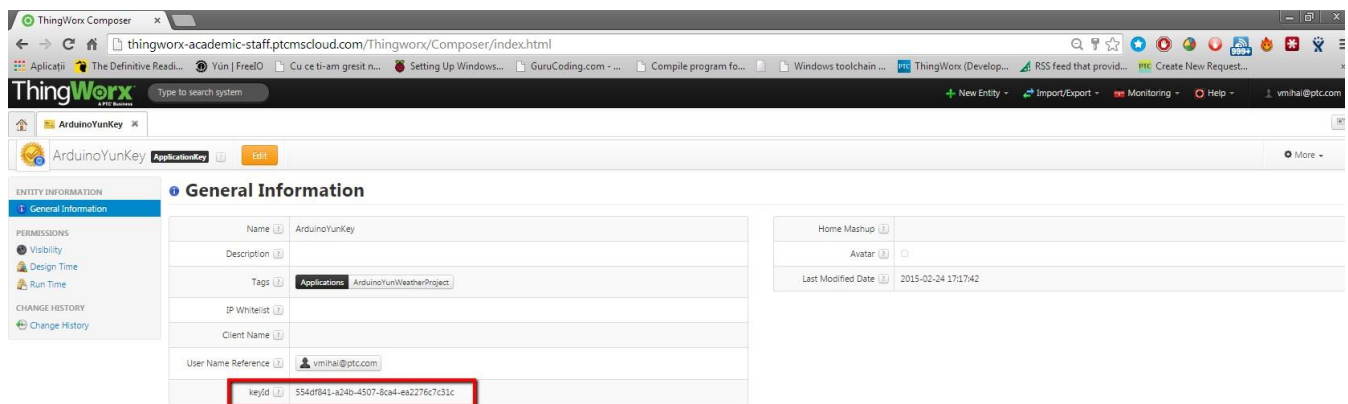 ThingWorx Composer
thingworx-academic-staff.ptcmscloud.com/Thingworx/Composer/index.html
Aplicații The Definitive Readi... Yún | FreeIO Cu ce ti-am gresit n... Setting Up Windows... GuruCoding.com - ... Compile program fo... Windows toolchain ... ThingWorx (Develop... RSS feed that provid... Create New Request...
ThingWorx Type to search system New Entity Import/Export Monitoring Help vmihai@ptc.com
A PTC Business
ArduinoYunKey
ArduinoYunKey ApplicationKey Edit More
ENTITY INFORMATION
General Information
PERMISSIONS
Visibility
Design Time
Run Time
CHANGE HISTORY
Change History
General Information
Name ArduinoYunKey
Description
Tags Applications ArduinoYunWeatherProject
IP Whitelist
Client Name
User Name Reference vmihai@ptc.com
keyId 554df841-a24b-4507-8ca4-ea2276c7c31c
Home Mashup
Avatar
Last Modified Date 2015-02-24 17:17:42